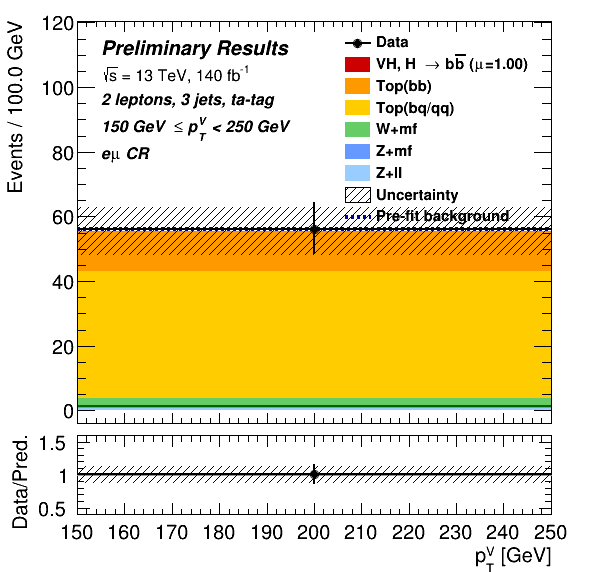 Events / 100.0 GeV
120
100
80
60
40
20
0
Preliminary Results
√s = 13 TeV, 140 fb⁻¹
2 leptons, 3 jets, ta-tag
150 GeV ≤ p_T^V < 250 GeV
eμ CR
Data
VH, H → bb̅ (μ=1.00)
Top(bb)
Top(bq/qq)
W+mf
Z+mf
Z+ll
Uncertainty
Pre-fit background
Data/Pred.
1.5
1
0.5
150 160 170 180 190 200 210 220 230 240 250
p_T^V [GeV]